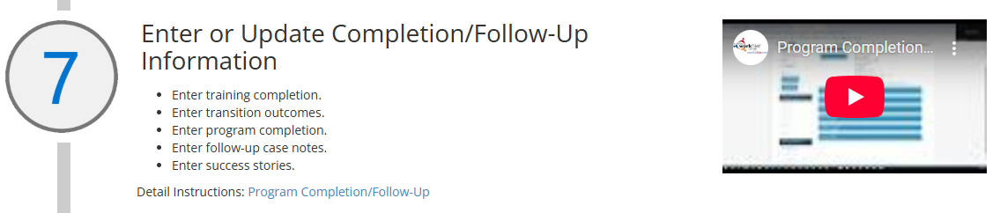 7
Enter or Update Completion/Follow-Up
Information
Enter training completion.
Enter transition outcomes.
Enter program completion.
Enter follow-up case notes.
Enter success stories.
Detail Instructions: Program Completion/Follow-Up
workNet
Program Completion...